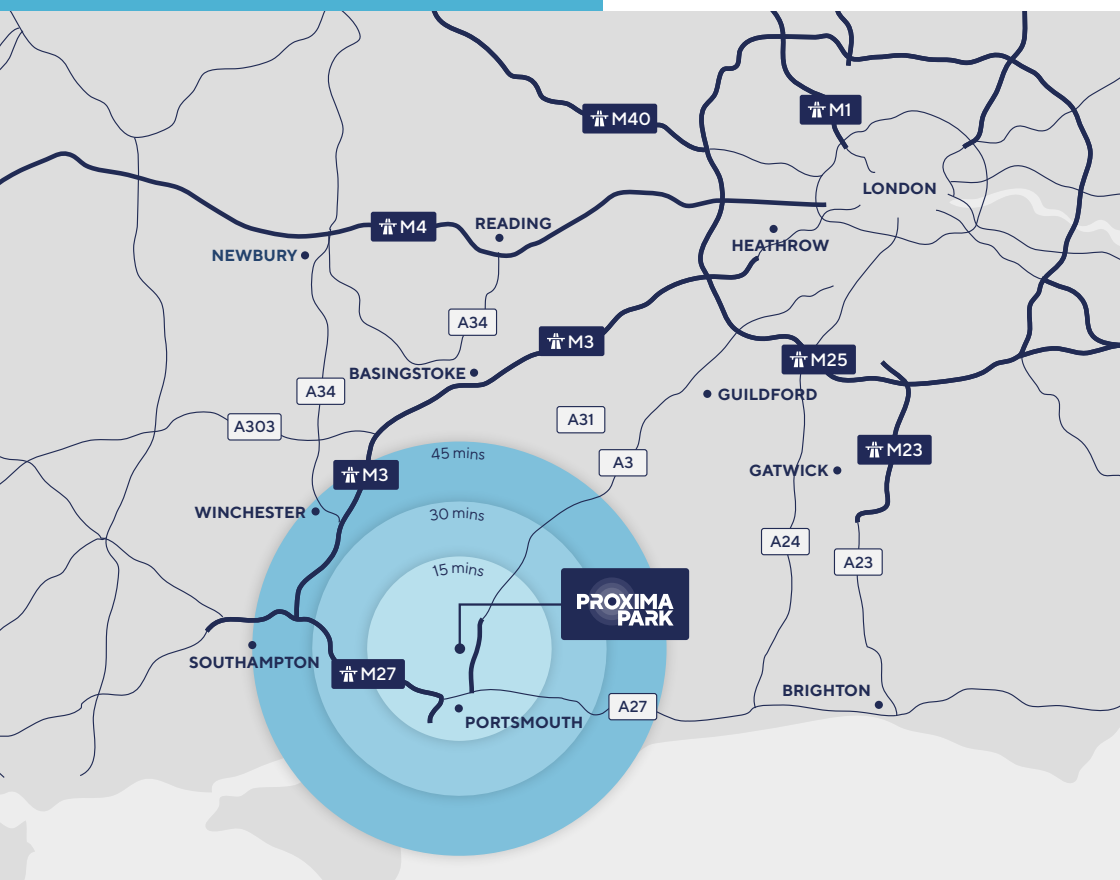 M1
M40
LONDON
M4
READING
HEATHROW
NEWBURY
A34
M3
M25
BASINGSTOKE
A34
GUILDFORD
A31
A303
45 mins
M23
A3
M3
GATWICK
WINCHESTER
30 mins
A24
A23
15 mins
PROXIMA
PARK
SOUTHAMPTON
M27
BRIGHTON
A27
PORTSMOUTH